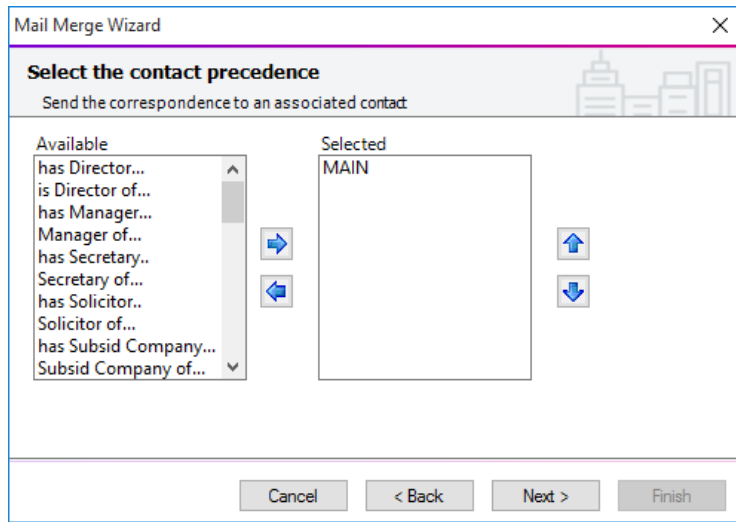 Mail Merge Wizard
Select the contact precedence
Send the correspondence to an associated contact
Available
has Director...
is Director of...
has Manager...
Manager of...
has Secretary..
Secretary of...
has Solicitor..
Solicitor of...
has Subsid Company...
Subsid Company of...
Selected
MAIN
Cancel
< Back
Next >
Finish